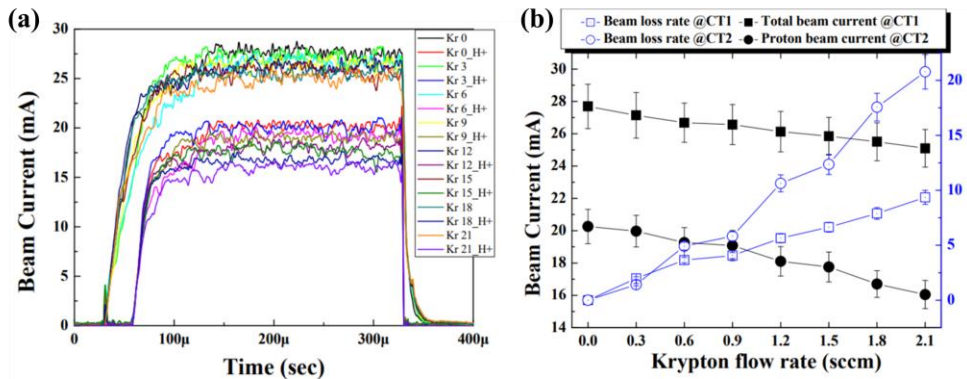 (a)
Beam Current (mA)
30
25
20
15
10
5
0
0
100µ
200µ
300µ
400µ
Time (sec)
Kr 0
Kr 0_H+
Kr 3
Kr 3_H+
Kr 6
Kr 6_H+
Kr 9
Kr 9_H+
Kr 12
Kr 12_H+
Kr 15
Kr 15_H+
Kr 18
Kr 18_H+
Kr 21
Kr 21_H+
(b)
Beam loss rate @CT1
Total beam current @CT1
Beam loss rate @CT2
Proton beam current @CT2
Beam Current (mA)
30
28
26
24
22
20
18
16
14
20
15
10
5
0
0.0
0.3
0.6
0.9
1.2
1.5
1.8
2.1
Krypton flow rate (sccm)